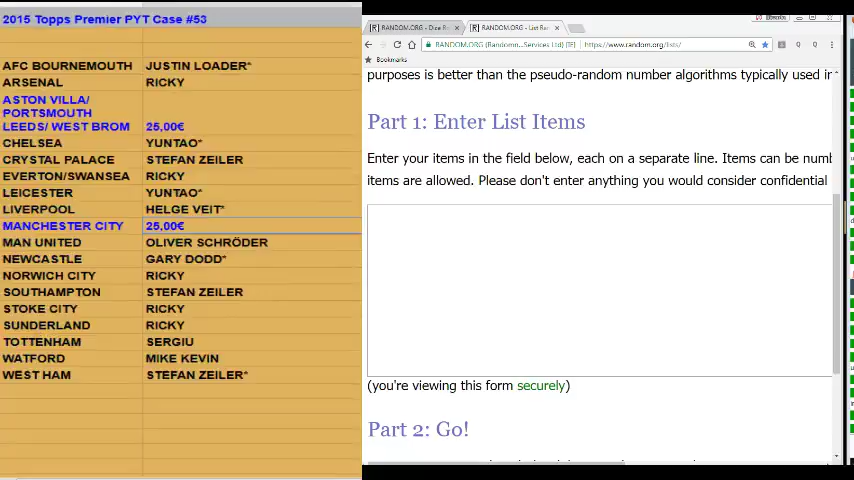 2015 Topps Premier PYT Case #53
AFC BOURNEMOUTH JUSTIN LOADER*
ARSENAL RICKY
ASTON VILLA/
PORTSMOUTH
LEEDS/ WEST BROM 25,00€
CHELSEA YUNTAO*
CRYSTAL PALACE STEFAN ZEILER
EVERTON/SWANSEA RICKY
LEICESTER YUNTAO*
LIVERPOOL HELGE VEIT*
MANCHESTER CITY 25,00€
MAN UNITED OLIVER SCHRÖDER
NEWCASTLE GARY DODD*
NORWICH CITY RICKY
SOUTHAMPTON STEFAN ZEILER
STOKE CITY RICKY
SUNDERLAND RICKY
TOTTENHAM SERGIU
WATFORD MIKE KEVIN
WEST HAM STEFAN ZEILER*
RANDOM.ORG - Dice R RANDOM.ORG - List Ra
RANDOM.ORG (Randomn...Services Ltd) [IE] https://www.random.org/lists/
Bookmarks
purposes is better than the pseudo-random number algorithms typically used in
Part 1: Enter List Items
Enter your items in the field below, each on a separate line. Items can be numb
items are allowed. Please don't enter anything you would consider confidential
(you're viewing this form securely)
Part 2: Go!